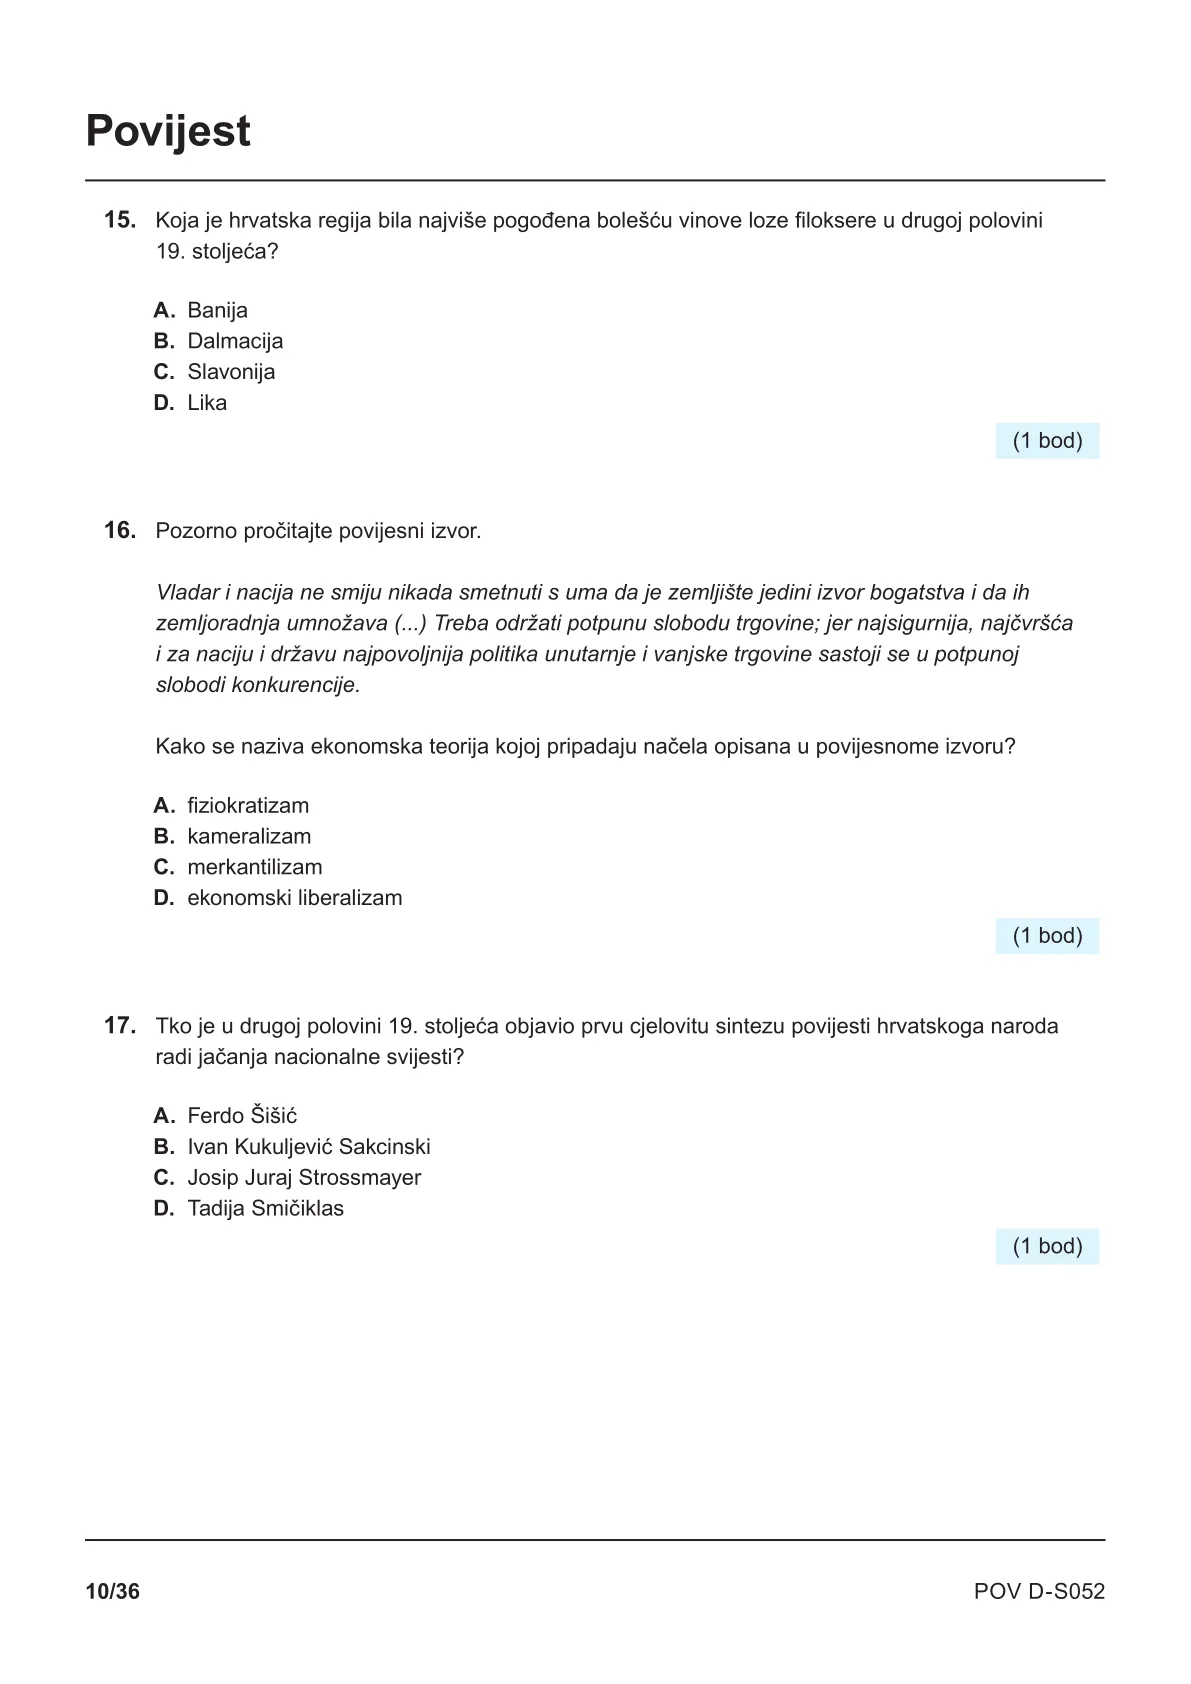 Povijest
15. Koja je hrvatska regija bila najviše pogođena bolešću vinove loze filoksere u drugoj polovini
19. stoljeća?
A. Banija
B. Dalmacija
C. Slavonija
D. Lika
(1 bod)
16. Pozorno pročitajte povijesni izvor.
Vladar i nacija ne smiju nikada smetnuti s uma da je zemljište jedini izvor bogatstva i da ih
zemljoradnja umnožava (...) Treba održati potpunu slobodu trgovine; jer najsigurnija, najčvršća
i za naciju i državu najpovoljnija politika unutarnje i vanjske trgovine sastoji se u potpunoj
slobodi konkurencije.
Kako se naziva ekonomska teorija kojoj pripadaju načela opisana u povijesnome izvoru?
A. fiziokratizam
B. kameralizam
C. merkantilizam
D. ekonomski liberalizam
(1 bod)
17. Tko je u drugoj polovini 19. stoljeća objavio prvu cjelovitu sintezu povijesti hrvatskoga naroda
radi jačanja nacionalne svijesti?
A. Ferdo Šišić
B. Ivan Kukuljević Sakcinski
C. Josip Juraj Strossmayer
D. Tadija Smičiklas
(1 bod)
10/36 POV D-S052